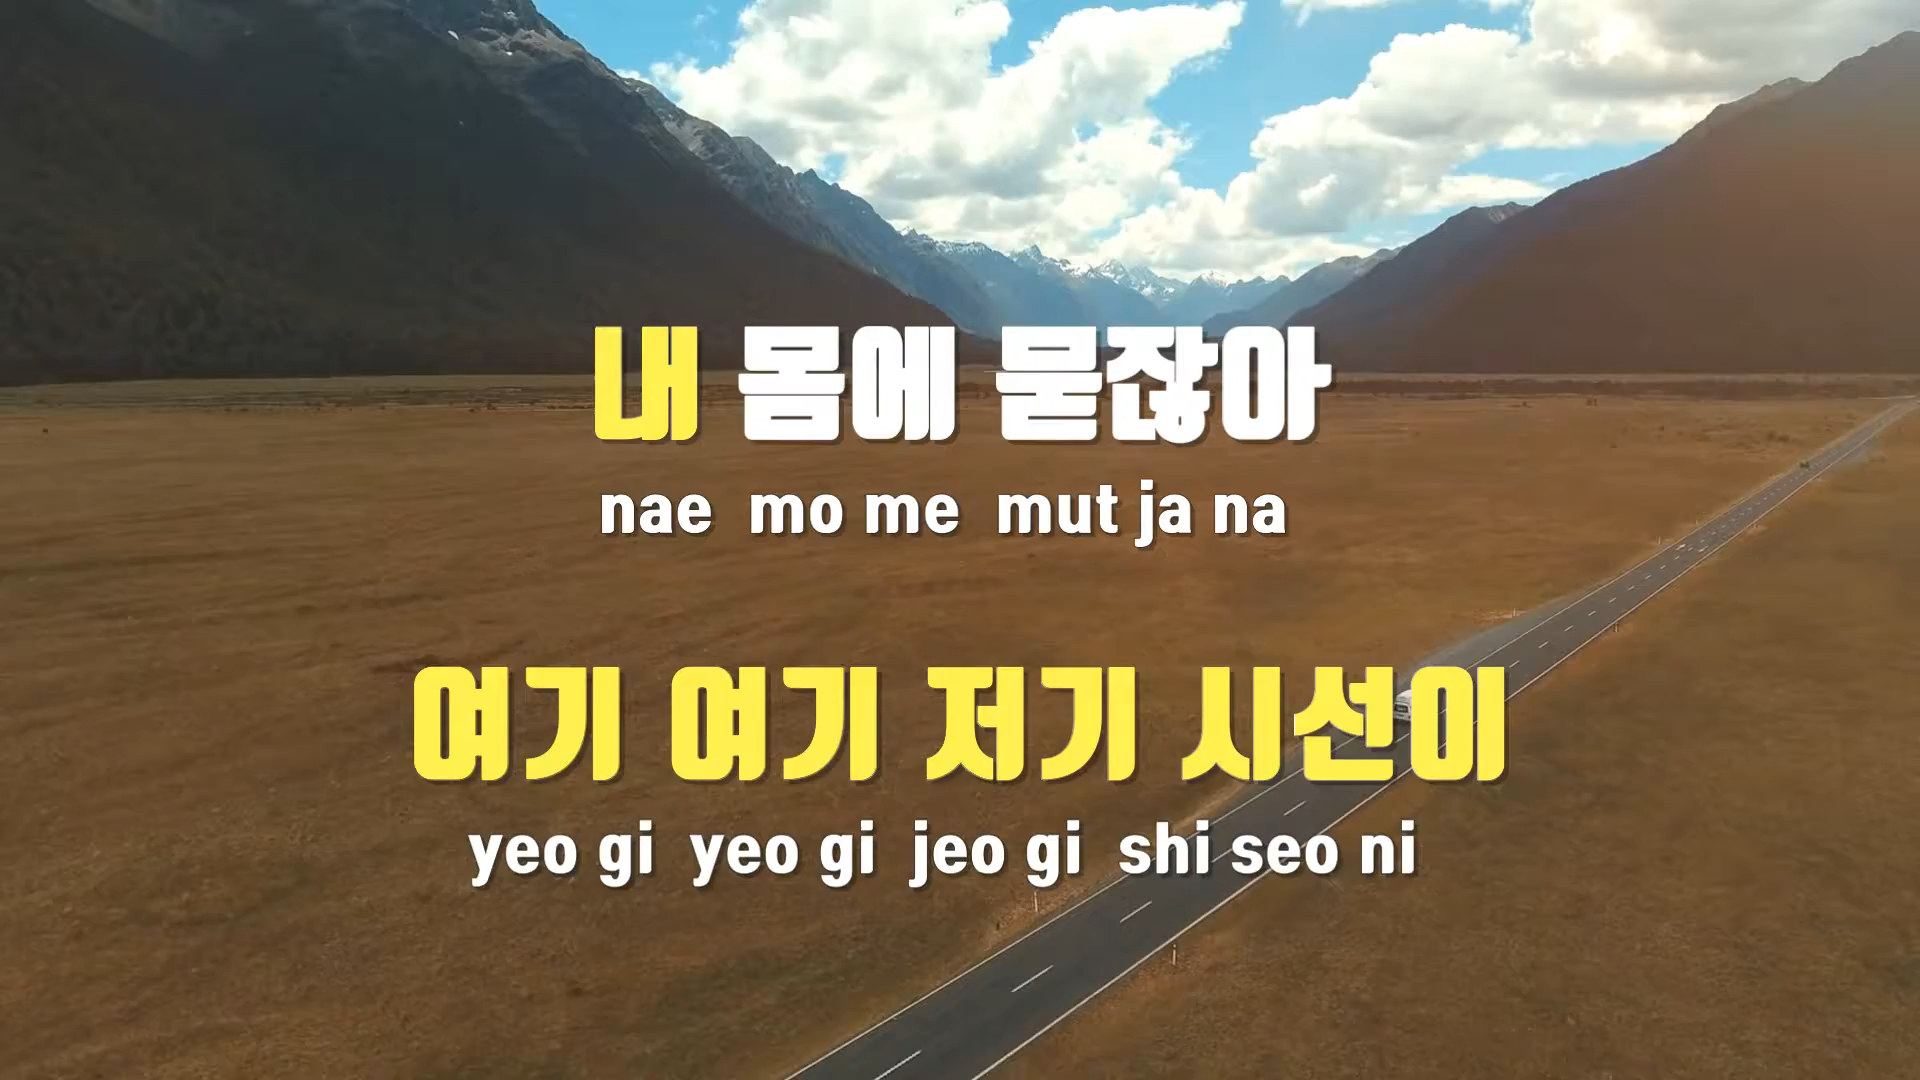 내 몸에 묻잖아
nae mo me mut ja na
여기 여기 저기 시선이
yeo gi yeo gi jeo gi shi seo ni